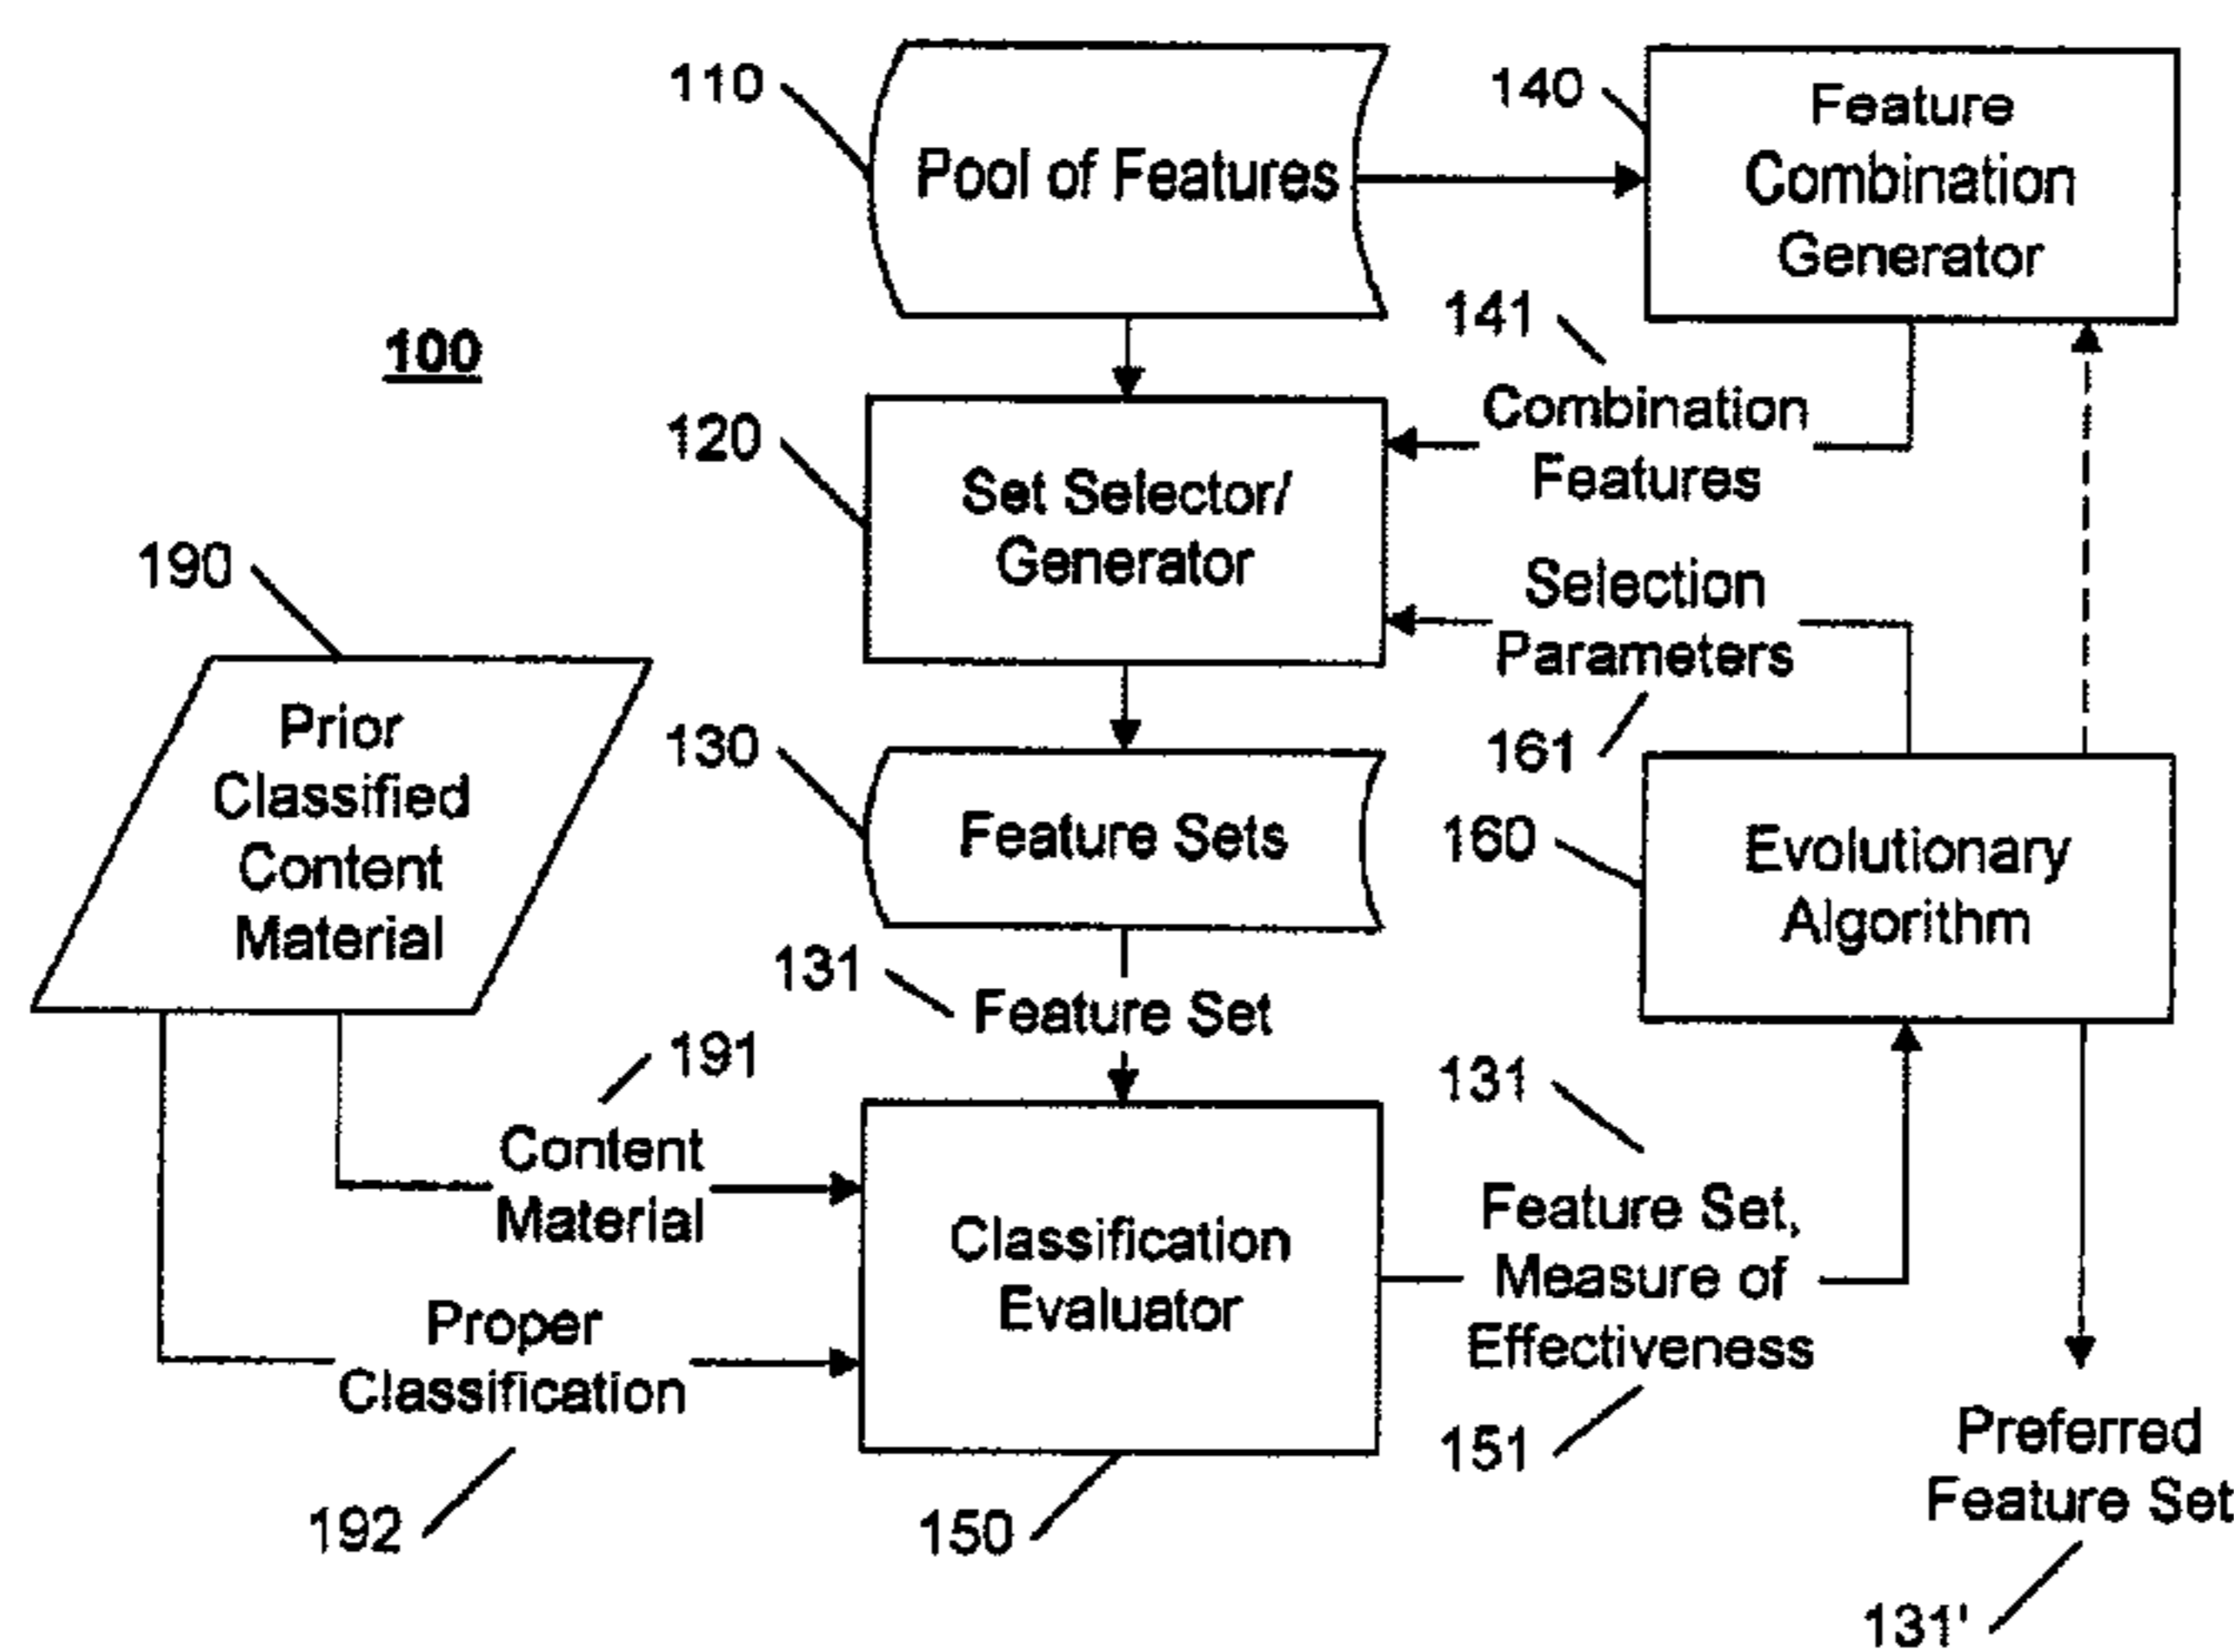 110
Pool of Features
140
Feature
Combination
Generator
100
141
Combination
Features
120
Set Selector/
Generator
Selection
Parameters
161
190
Prior
Classified
Content
Material
130
Feature Sets
160
Evolutionary
Algorithm
131
Feature Set
191
Content
Material
Proper
Classification
192
Classification
Evaluator
150
131
Feature Set,
Measure of
Effectiveness
151
Preferred
Feature Set
131'